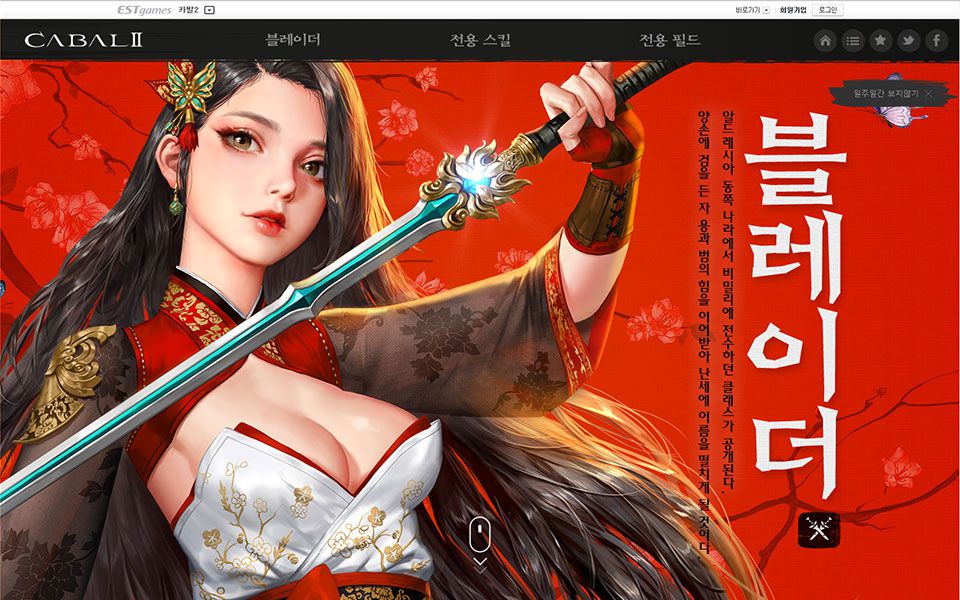 ESTgames 카발2
바로가기 회원가입 로그인
CABAL II
블레이더 전용 스킬 전용 필드
일주일간 보지않기
블레이더
알드레시아 동쪽 나라에서 비밀리에 전수하던 클래스가 공개된다.
양손에 검을 든 자 용과 범의 힘을 이어받아 난세에 이름을 떨치게 될 것이다.